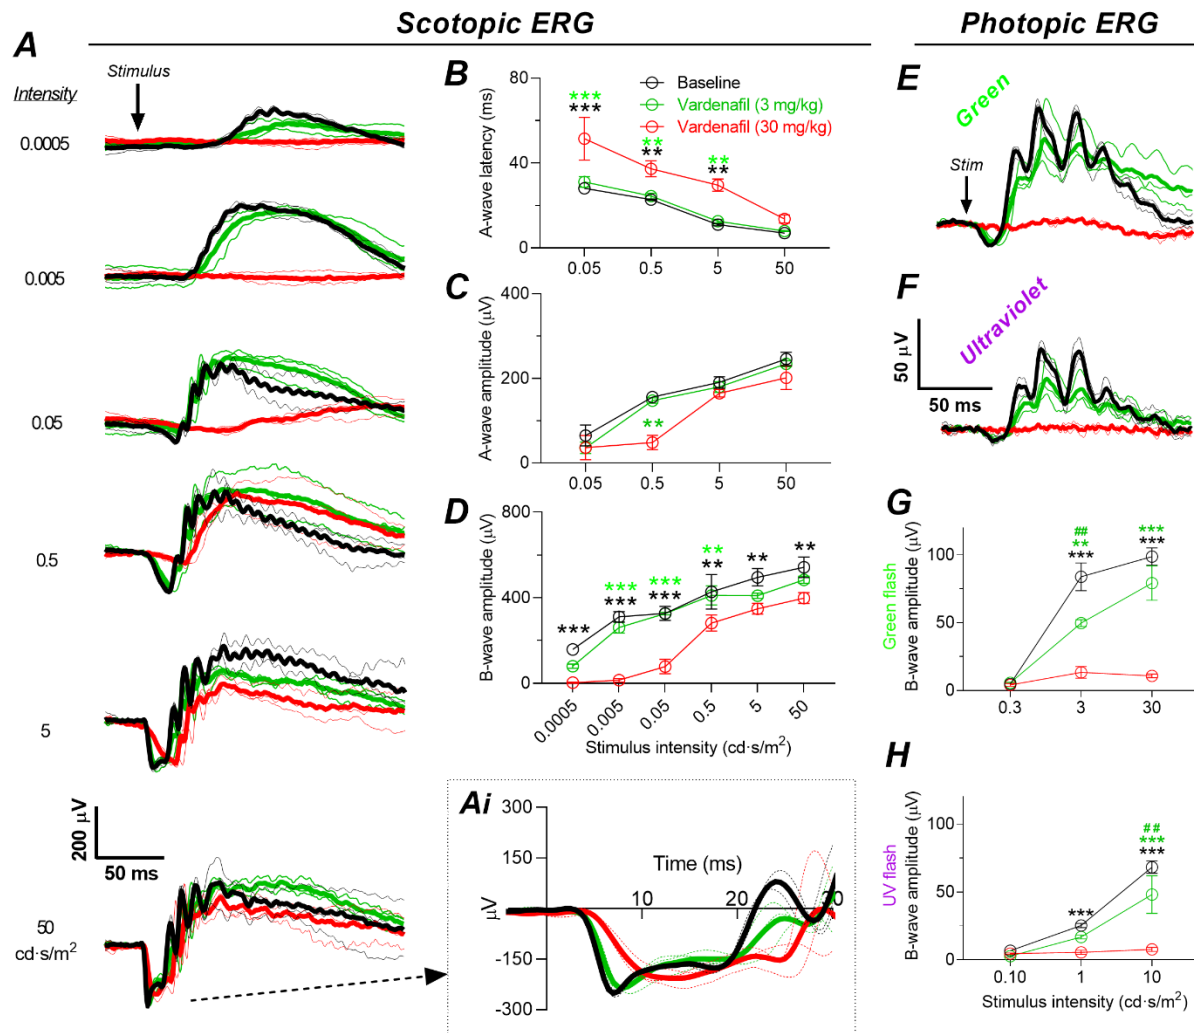 Scotopic ERG
Photopic ERG
A
Stimulus
Intensity
0.0005
0.005
0.05
0.5
5
50
cd·s/m²
200 µV
50 ms
B
A-wave latency (ms)
80
40
0
Baseline
Vardenafil (3 mg/kg)
Vardenafil (30 mg/kg)
***
***
**
**
**
**
0.05 0.5 5 50
C
A-wave amplitude (µV)
400
200
0
**
0.05 0.5 5 50
D
B-wave amplitude (µV)
800
400
0
***
***
***
***
***
**
**
**
**
0.0005 0.005 0.05 0.5 5 50
Stimulus intensity (cd·s/m²)
Ai
300
150
µV
-150
-300
Time (ms)
10 20 30
E
Green
Stim
F
Ultraviolet
50 µV
50 ms
G
Green flash
B-wave amplitude (µV)
100
50
0
##
**
***
***
***
0.3 3 30
H
UV flash
B-wave amplitude (µV)
100
50
0
***
##
***
***
0.10 1 10
Stimulus intensity (cd·s/m²)